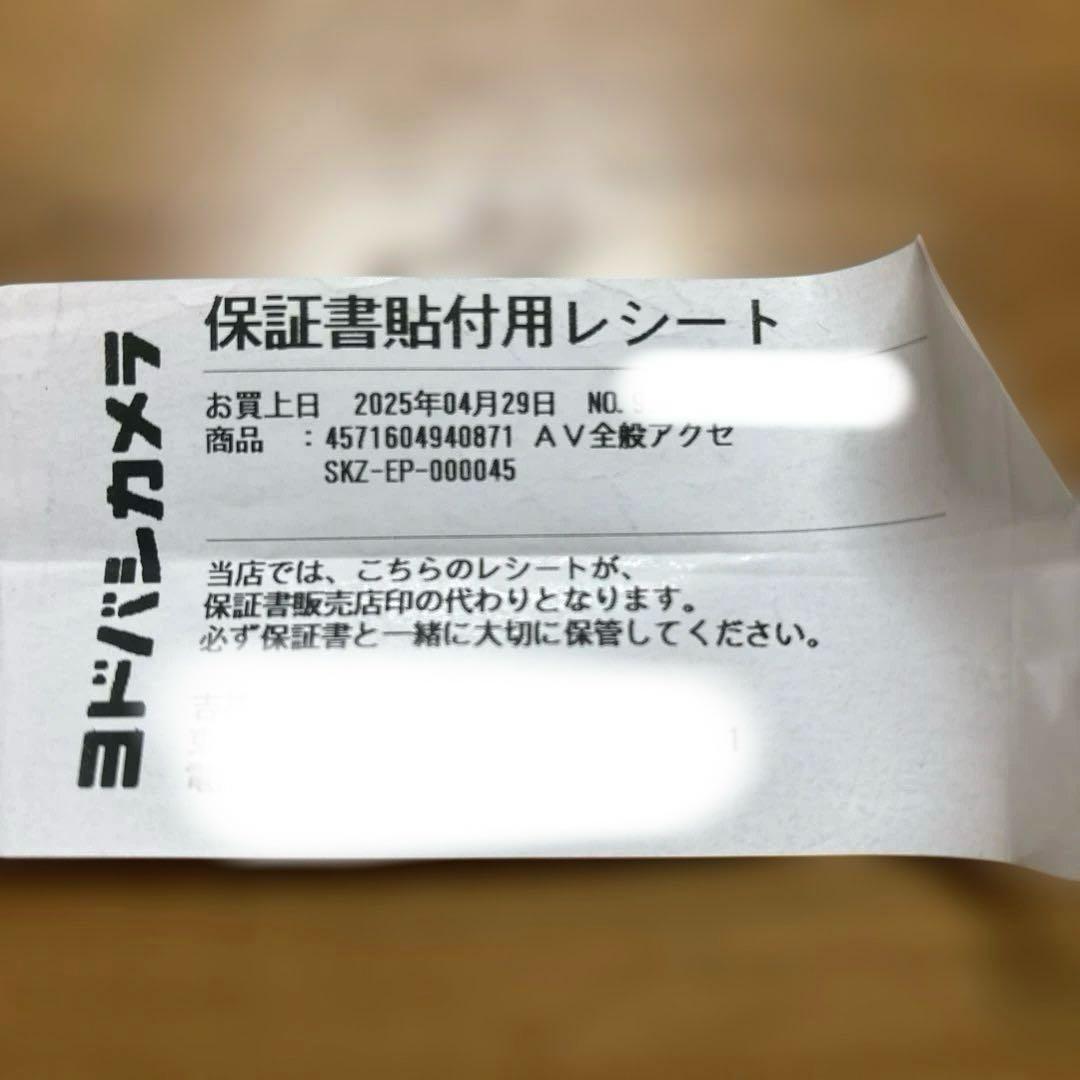 ヨドバシカメラ
保証書貼付用レシート
お買上日 2025年04月29日 NO.
商品 : 4571604940871 AV全般アクセ
SKZ-EP-000045
当店では、こちらのレシートが、
保証書販売店印の代わりとなります。
必ず保証書と一緒に大切に保管してください。